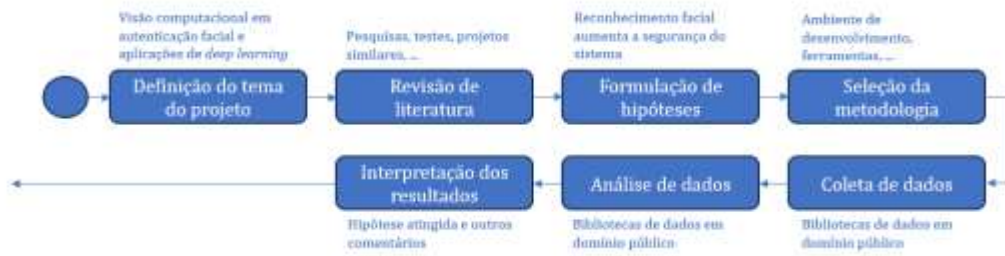 Visão computacional em
autenticação facial e
aplicações de deep learning
Definição do tema
do projeto
Pesquisas, testes, projetos
similares, ...
Revisão de
literatura
Reconhecimento facial
aumenta a segurança do
sistema
Formulação de
hipóteses
Ambiente de
desenvolvimento,
ferramentas, ...
Seleção da
metodologia
Coleta de dados
Bibliotecas de dados em
domínio público
Análise de dados
Bibliotecas de dados em
domínio público
Interpretação dos
resultados
Hipótese atingida e outros
comentários